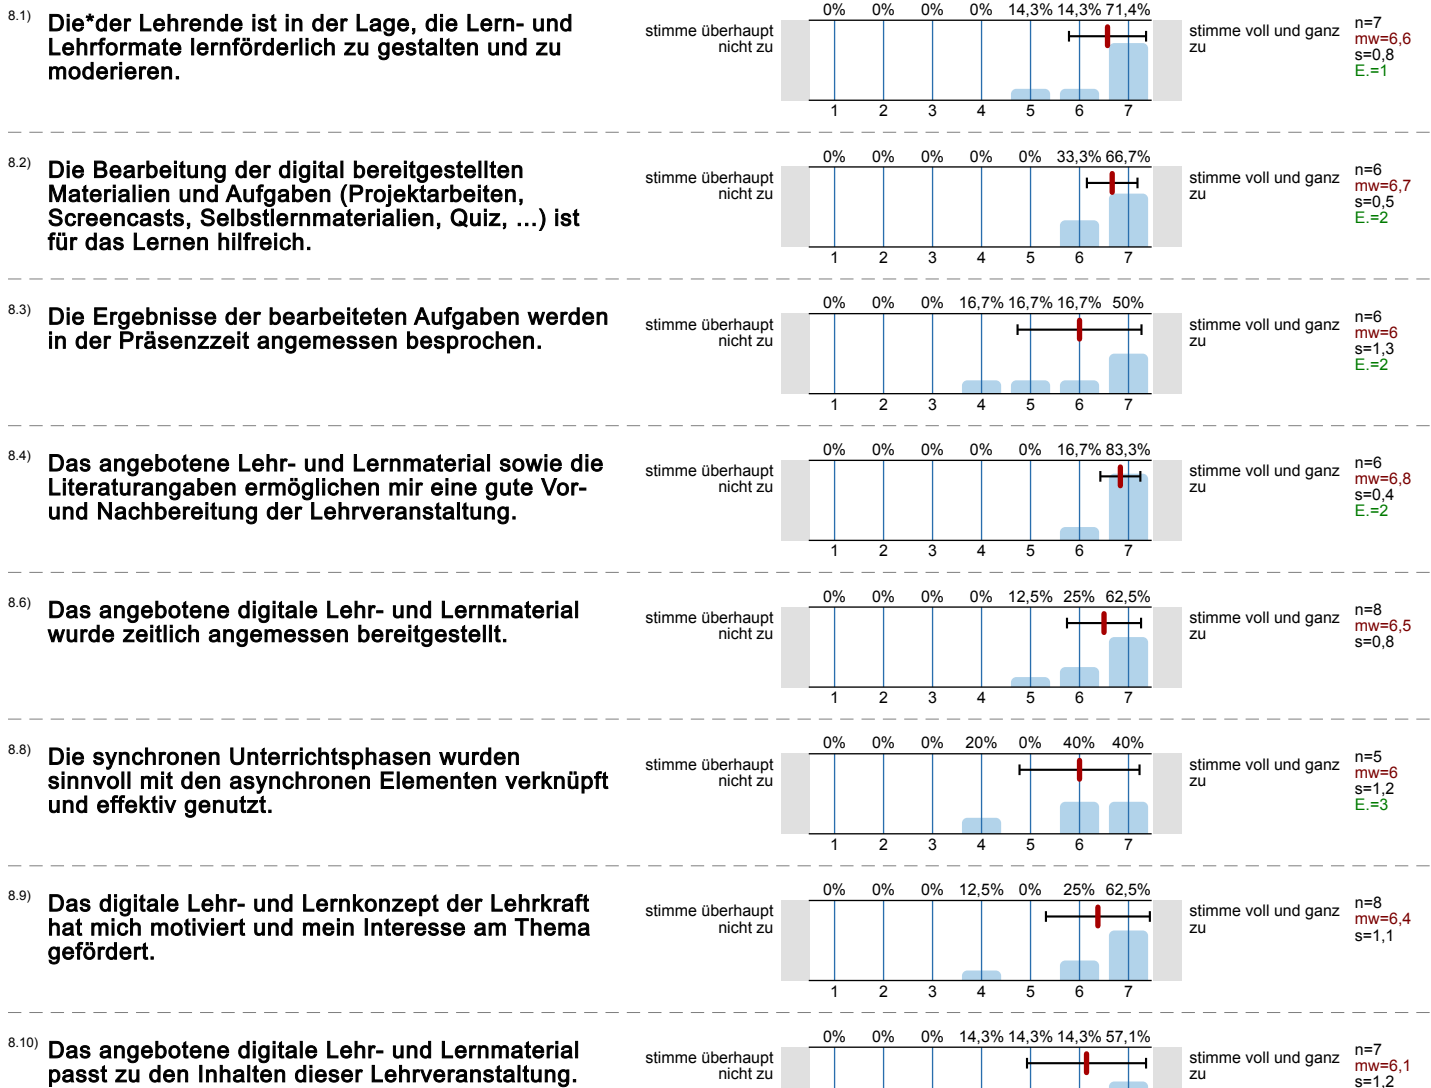 8.1) Die*der Lehrende ist in der Lage, die Lern- und
Lehrformate lernförderlich zu gestalten und zu
moderieren.
stimme überhaupt
nicht zu
0% 0% 0% 0% 14,3% 14,3% 71,4%
1 2 3 4 5 6 7
stimme voll und ganz
zu
n=7
mw=6,6
s=0,8
E.=1
8.2) Die Bearbeitung der digital bereitgestellten
Materialien und Aufgaben (Projektarbeiten,
Screencasts, Selbstlernmaterialien, Quiz, ...) ist
für das Lernen hilfreich.
stimme überhaupt
nicht zu
0% 0% 0% 0% 0% 33,3% 66,7%
1 2 3 4 5 6 7
stimme voll und ganz
zu
n=6
mw=6,7
s=0,5
E.=2
8.3) Die Ergebnisse der bearbeiteten Aufgaben werden
in der Präsenzzeit angemessen besprochen.
stimme überhaupt
nicht zu
0% 0% 0% 16,7% 16,7% 16,7% 50%
1 2 3 4 5 6 7
stimme voll und ganz
zu
n=6
mw=6
s=1,3
E.=2
8.4) Das angebotene Lehr- und Lernmaterial sowie die
Literaturangaben ermöglichen mir eine gute Vor-
und Nachbereitung der Lehrveranstaltung.
stimme überhaupt
nicht zu
0% 0% 0% 0% 0% 16,7% 83,3%
1 2 3 4 5 6 7
stimme voll und ganz
zu
n=6
mw=6,8
s=0,4
E.=2
8.6) Das angebotene digitale Lehr- und Lernmaterial
wurde zeitlich angemessen bereitgestellt.
stimme überhaupt
nicht zu
0% 0% 0% 0% 12,5% 25% 62,5%
1 2 3 4 5 6 7
stimme voll und ganz
zu
n=8
mw=6,5
s=0,8
8.8) Die synchronen Unterrichtsphasen wurden
sinnvoll mit den asynchronen Elementen verknüpft
und effektiv genutzt.
stimme überhaupt
nicht zu
0% 0% 0% 20% 0% 40% 40%
1 2 3 4 5 6 7
stimme voll und ganz
zu
n=5
mw=6
s=1,2
E.=3
8.9) Das digitale Lehr- und Lernkonzept der Lehrkraft
hat mich motiviert und mein Interesse am Thema
gefördert.
stimme überhaupt
nicht zu
0% 0% 0% 12,5% 0% 25% 62,5%
1 2 3 4 5 6 7
stimme voll und ganz
zu
n=8
mw=6,4
s=1,1
8.10) Das angebotene digitale Lehr- und Lernmaterial
passt zu den Inhalten dieser Lehrveranstaltung.
stimme überhaupt
nicht zu
0% 0% 0% 14,3% 14,3% 14,3% 57,1%
stimme voll und ganz
zu
n=7
mw=6,1
s=1,2